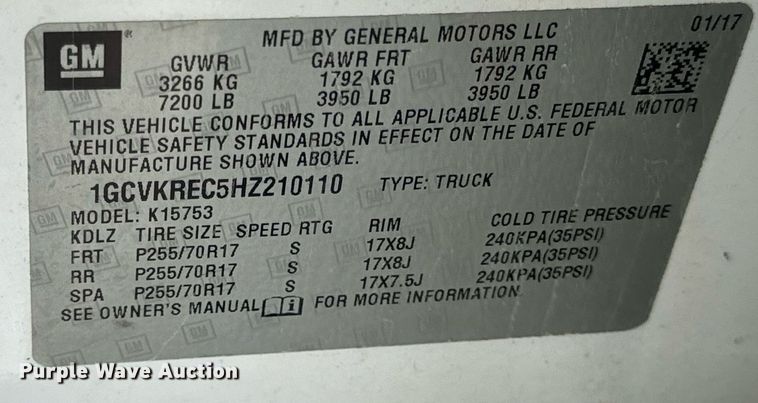 GM
MFD BY GENERAL MOTORS LLC 01/17
GVWR GAWR FRT GAWR RR
3266 KG 1792 KG 1792 KG
7200 LB 3950 LB 3950 LB
THIS VEHICLE CONFORMS TO ALL APPLICABLE U.S. FEDERAL MOTOR
VEHICLE SAFETY STANDARDS IN EFFECT ON THE DATE OF
MANUFACTURE SHOWN ABOVE.
1GCVKREC5HZ210110 TYPE: TRUCK
MODEL: K15753
KDLZ TIRE SIZE SPEED RTG RIM COLD TIRE PRESSURE
FRT P255/70R17 S 17X8J 240KPA(35PSI)
RR P255/70R17 S 17X8J 240KPA(35PSI)
SPA P255/70R17 S 17X7.5J 240KPA(35PSI)
SEE OWNER'S MANUAL FOR MORE INFORMATION.
Purple Wave Auction